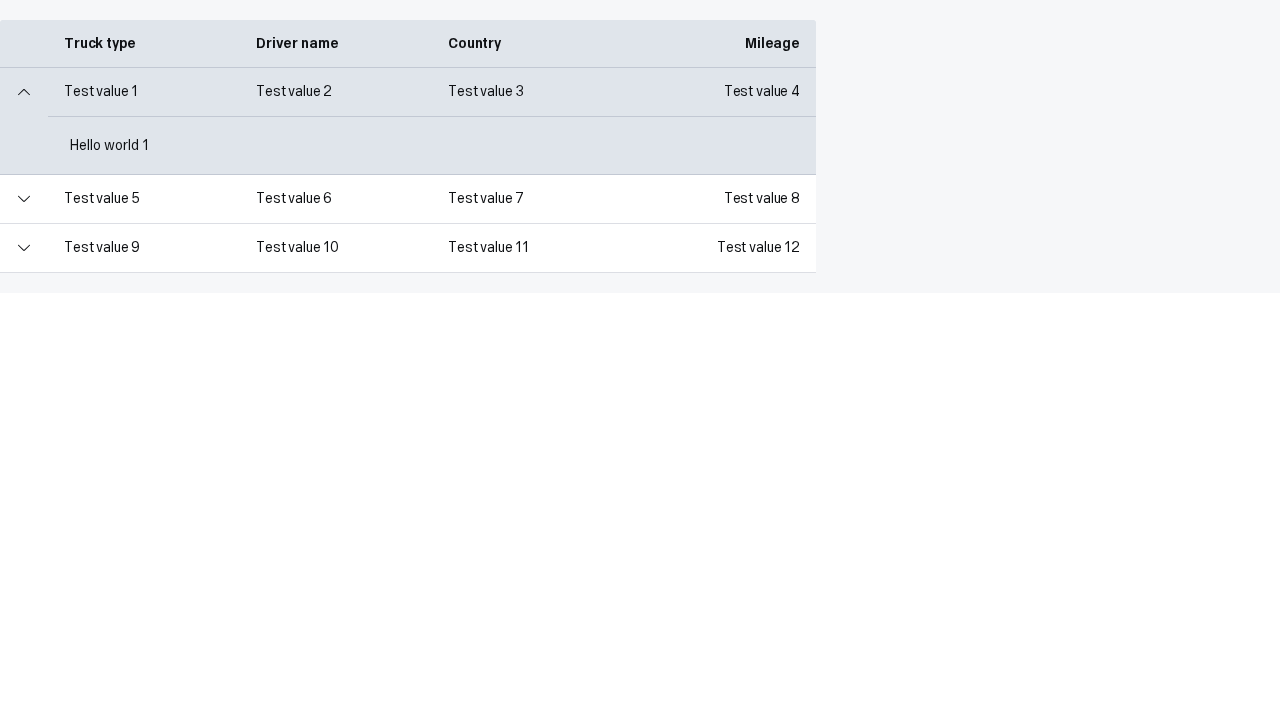 Truck type Driver name Country Mileage
Test value 1 Test value 2 Test value 3 Test value 4
Hello world 1
Test value 5 Test value 6 Test value 7 Test value 8
Test value 9 Test value 10 Test value 11 Test value 12